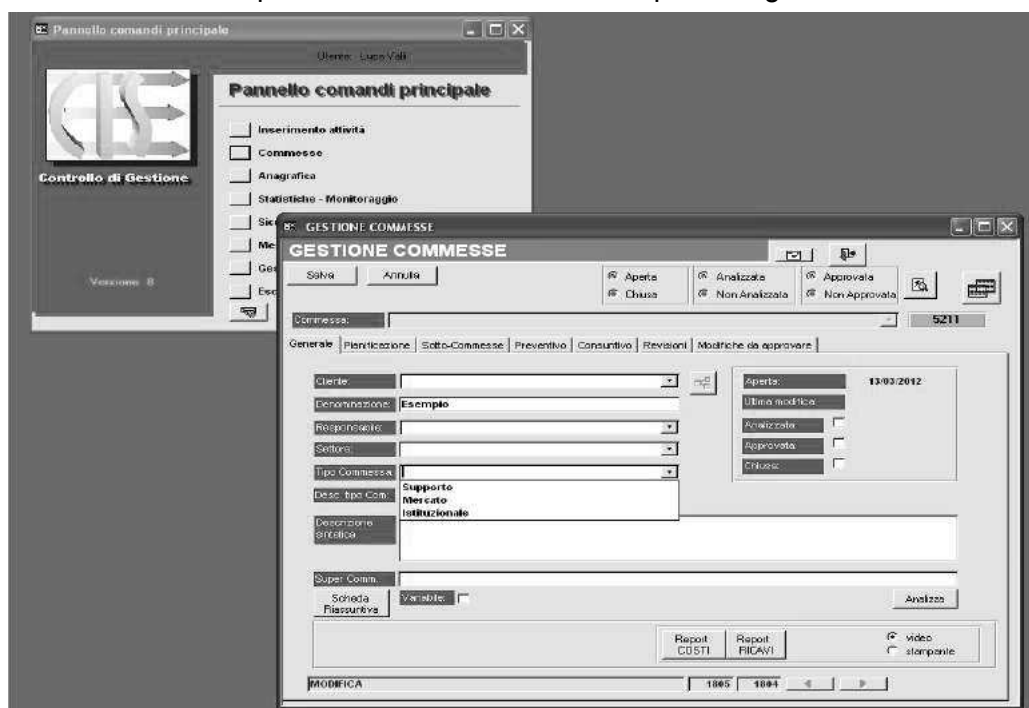 Pannello comandi principale
Utente: Luca Valli
Pannello comandi principale
CIS
Inserimento attività
Commesse
Controllo di Gestione
Anagrafica
Statistiche - Monitoraggio
Versione 8
GESTIONE COMMESSE
GESTIONE COMMESSE
Salva Annulla
Aperta Analizzata Approvata
Chiusa Non Analizzata Non Approvata
Commessa: 5211
Generale Pianificazione Sotto-Commesse Preventivo Consuntivo Revisioni Modifiche da approvare
Cliente: Aperta: 13/03/2012
Denominazione: Esempio Ultima modifica:
Responsabile: Analizzata:
Settore: Approvata:
Tipo Commessa: Chiusa:
Supporto
Desc. tipo Com: Mercato
Istituzionale
Descrizione
sintetica
Super Comm.
Scheda
Riassuntiva
Variabile:
Analizza
Report
COSTI
Report
RICAVI
video
stampante
MODIFICA 1805 1804